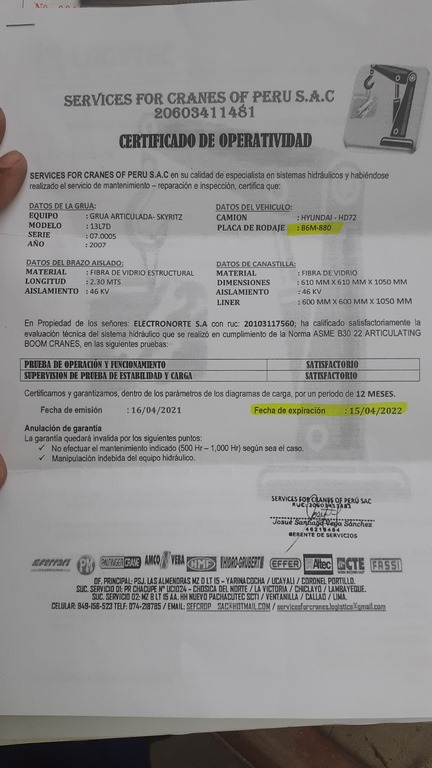 SERVICES FOR CRANES OF PERU S.A.C
20603411481
CERTIFICADO DE OPERATIVIDAD
SERVICES FOR CRANES OF PERU S.A.C en su calidad de especialista en sistemas hidráulicos y habiéndose
realizado el servicio de mantenimiento – reparación e inspección, certifica que:
DATOS DE LA GRUA:
EQUIPO : GRUA ARTICULADA- SKYRITZ
MODELO : 13LTD
SERIE : 07.0005
AÑO : 2007
DATOS DEL VEHICULO:
CAMION : HYUNDAI - HD72
PLACA DE RODAJE : B6M-880
DATOS DEL BRAZO AISLADO:
MATERIAL : FIBRA DE VIDRIO ESTRUCTURAL
LONGITUD : 2.30 MTS
AISLAMIENTO : 46 KV
DATOS DE CANASTILLA:
MATERIAL : FIBRA DE VIDRIO
DIMENSIONES : 610 MM X 610 MM X 1050 MM
AISLAMIENTO : 46 KV
LINER : 600 MM X 600 MM X 1050 MM
En Propiedad de los señores: ELECTRONORTE S.A con ruc: 20103117560; ha calificado satisfactoriamente la
evaluación técnica del sistema hidráulico que se realizó en cumplimiento de la Norma ASME B30 22 ARTICULATING
BOOM CRANES, en las siguientes pruebas:
PRUEBA DE OPERACIÓN Y FUNCIONAMIENTO SATISFACTORIO
SUPERVISION DE PRUEBA DE ESTABILIDAD Y CARGA SATISFACTORIO
Certificamos y garantizamos, dentro de los parámetros de los diagramas de carga, por un periodo de 12 MESES.
Fecha de emisión : 16/04/2021 Fecha de expiración : 15/04/2022
Anulación de garantía
La garantía quedará invalida por los siguientes puntos:
✓ No efectuar el mantenimiento indicado (500 Hr – 1,000 Hr) según sea el caso.
✓ Manipulación indebida del equipo hidráulico.
SERVICES FOR CRANES OF PERÚ SAC
RUC: 20603411481
Josué Santiago Vega Sánchez
GERENTE DE SERVICIOS
FERRARI PM PALFINGER CRANE AMCO VEBA HMF HIDRO-GRUBERT EFFER Altec CTE FASSI
OF. PRINCIPAL: PSJ. LAS ALMENDRAS MZ D LT 15 – YARINACOCHA / UCAYALI / CORONEL PORTILLO.
SUC. SERVICIO 01: PR CHACUPE Nº UC1024 – CHOSICA DEL NORTE / LA VICTORIA / CHICLAYO / LAMBAYEQUE.
SUC. SERVICIO 02: MZ B LT 15 AA. HH NUEVO PACHACUTEC SCTI / VENTANILLA / CALLAO / LIMA.
CELULAR: 949-156-523 TELF: 074-218785 / EMAIL: SEFCROP_SAC@HOTMAIL.COM / servicesforcranes.logistica@gmail.com